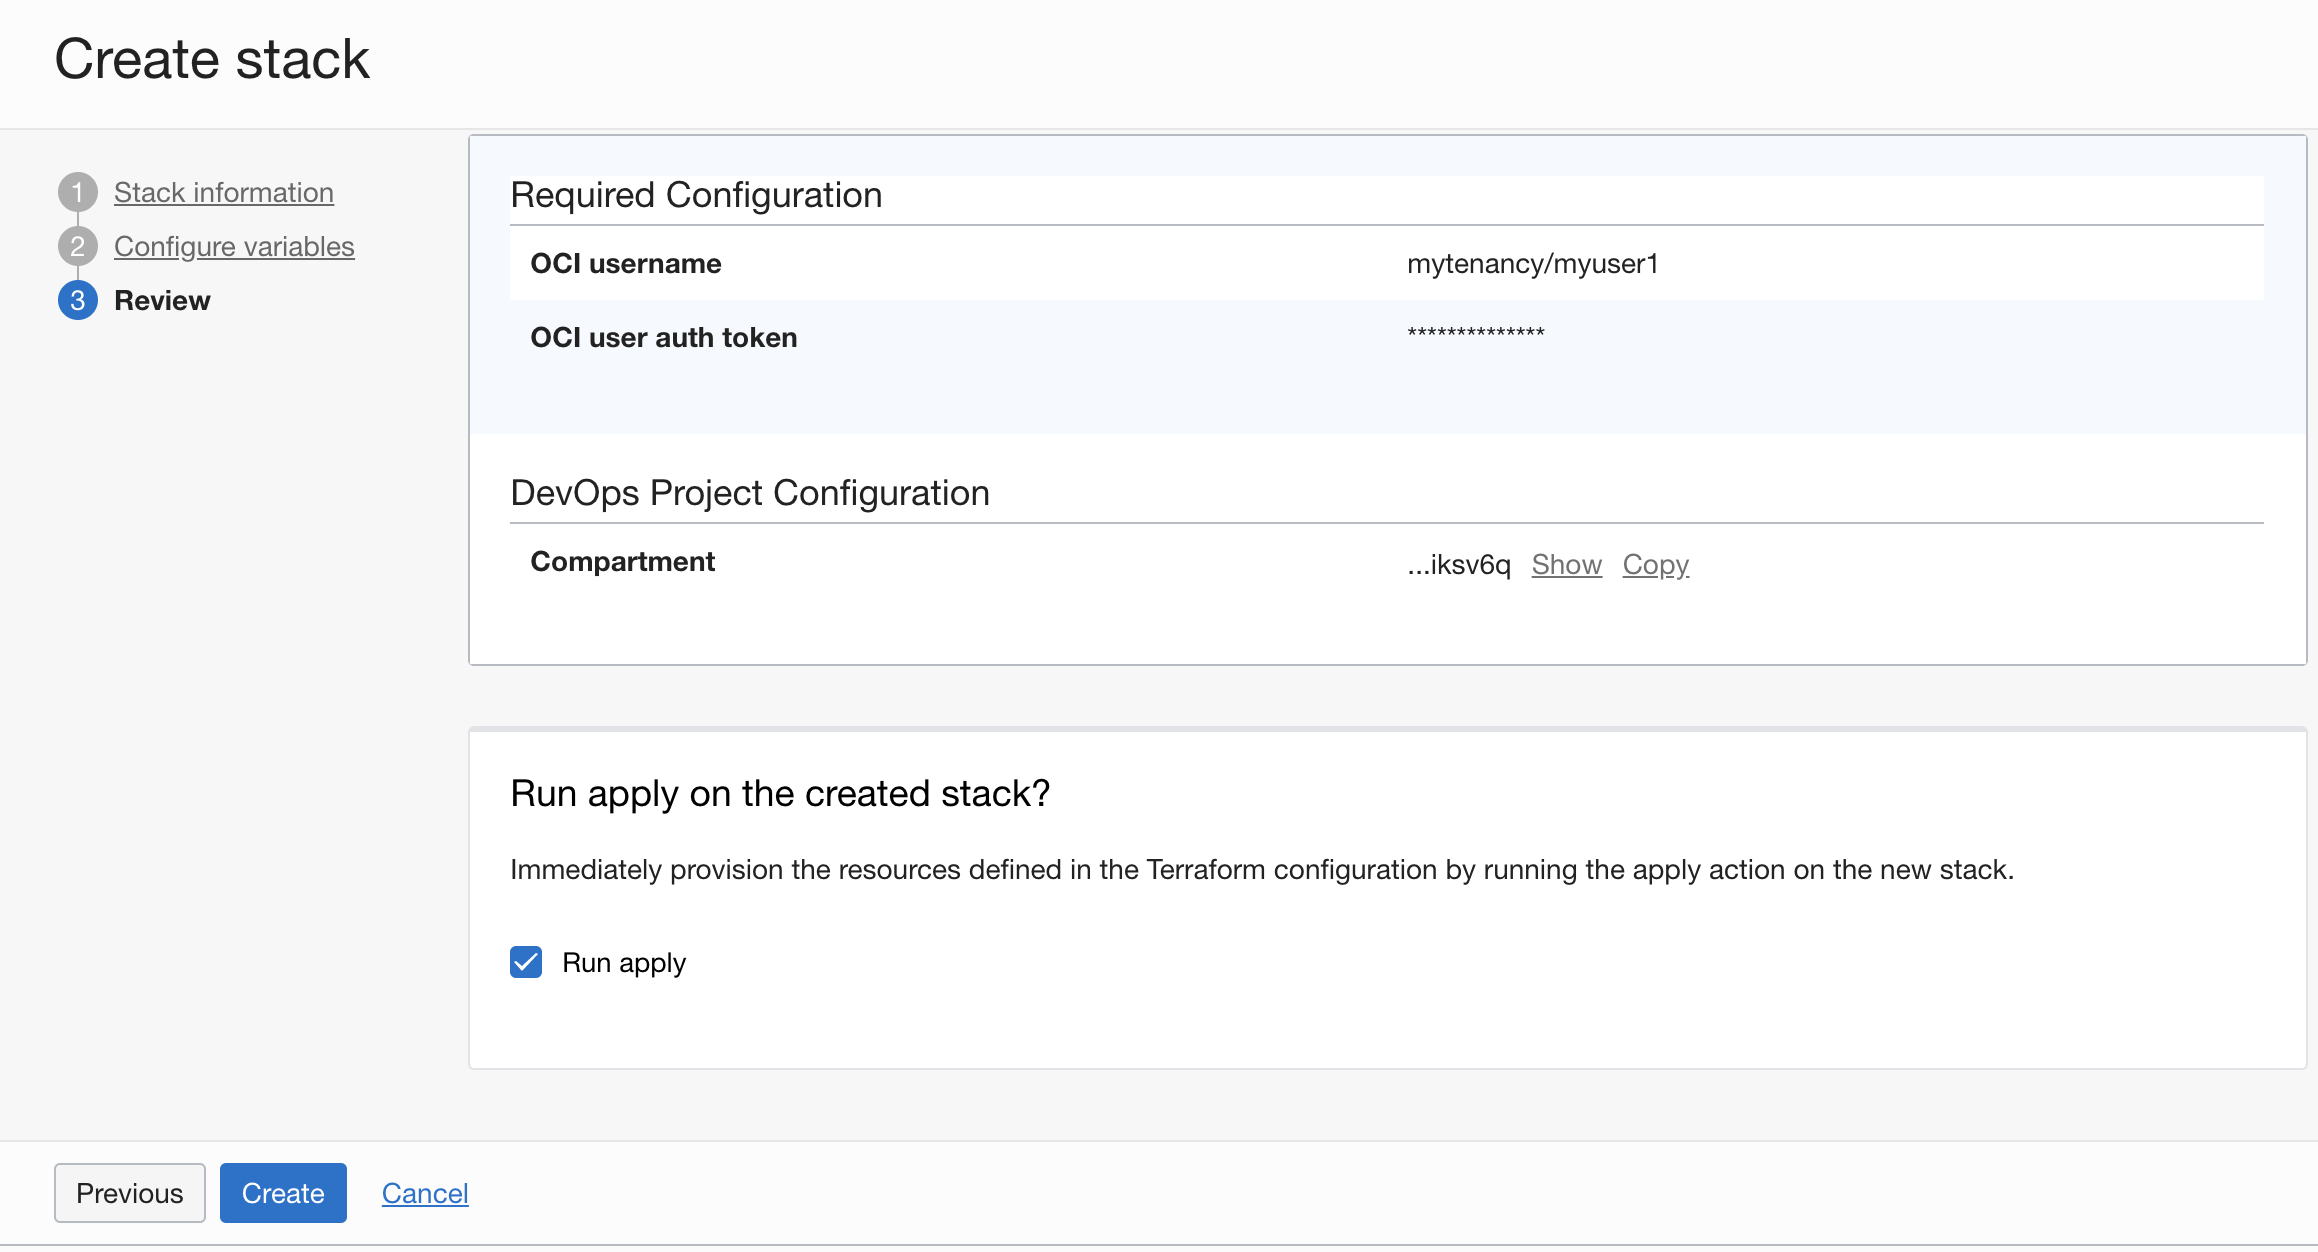 Create stack
1 Stack information
2 Configure variables
3 Review
Required Configuration
OCI username mytenancy/myuser1
OCI user auth token **************
DevOps Project Configuration
Compartment ...iksv6q Show Copy
Run apply on the created stack?
Immediately provision the resources defined in the Terraform configuration by running the apply action on the new stack.
Run apply
Previous Create Cancel